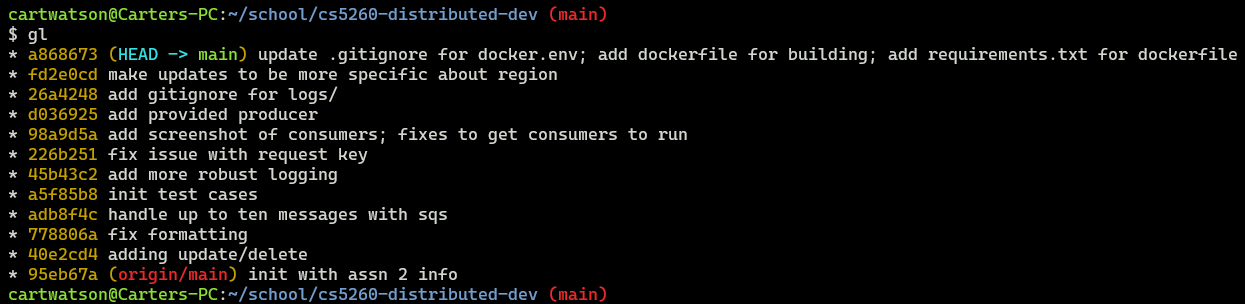 cartwatson@Carters-PC:~/school/cs5260-distributed-dev (main)
$ gl
* a868673 (HEAD -> main) update .gitignore for docker.env; add dockerfile for building; add requirements.txt for dockerfile
* fd2e0cd make updates to be more specific about region
* 26a4248 add gitignore for logs/
* d036925 add provided producer
* 98a9d5a add screenshot of consumers; fixes to get consumers to run
* 226b251 fix issue with request key
* 45b43c2 add more robust logging
* a5f85b8 init test cases
* adb8f4c handle up to ten messages with sqs
* 778806a fix formatting
* 40e2cd4 adding update/delete
* 95eb67a (origin/main) init with assn 2 info
cartwatson@Carters-PC:~/school/cs5260-distributed-dev (main)